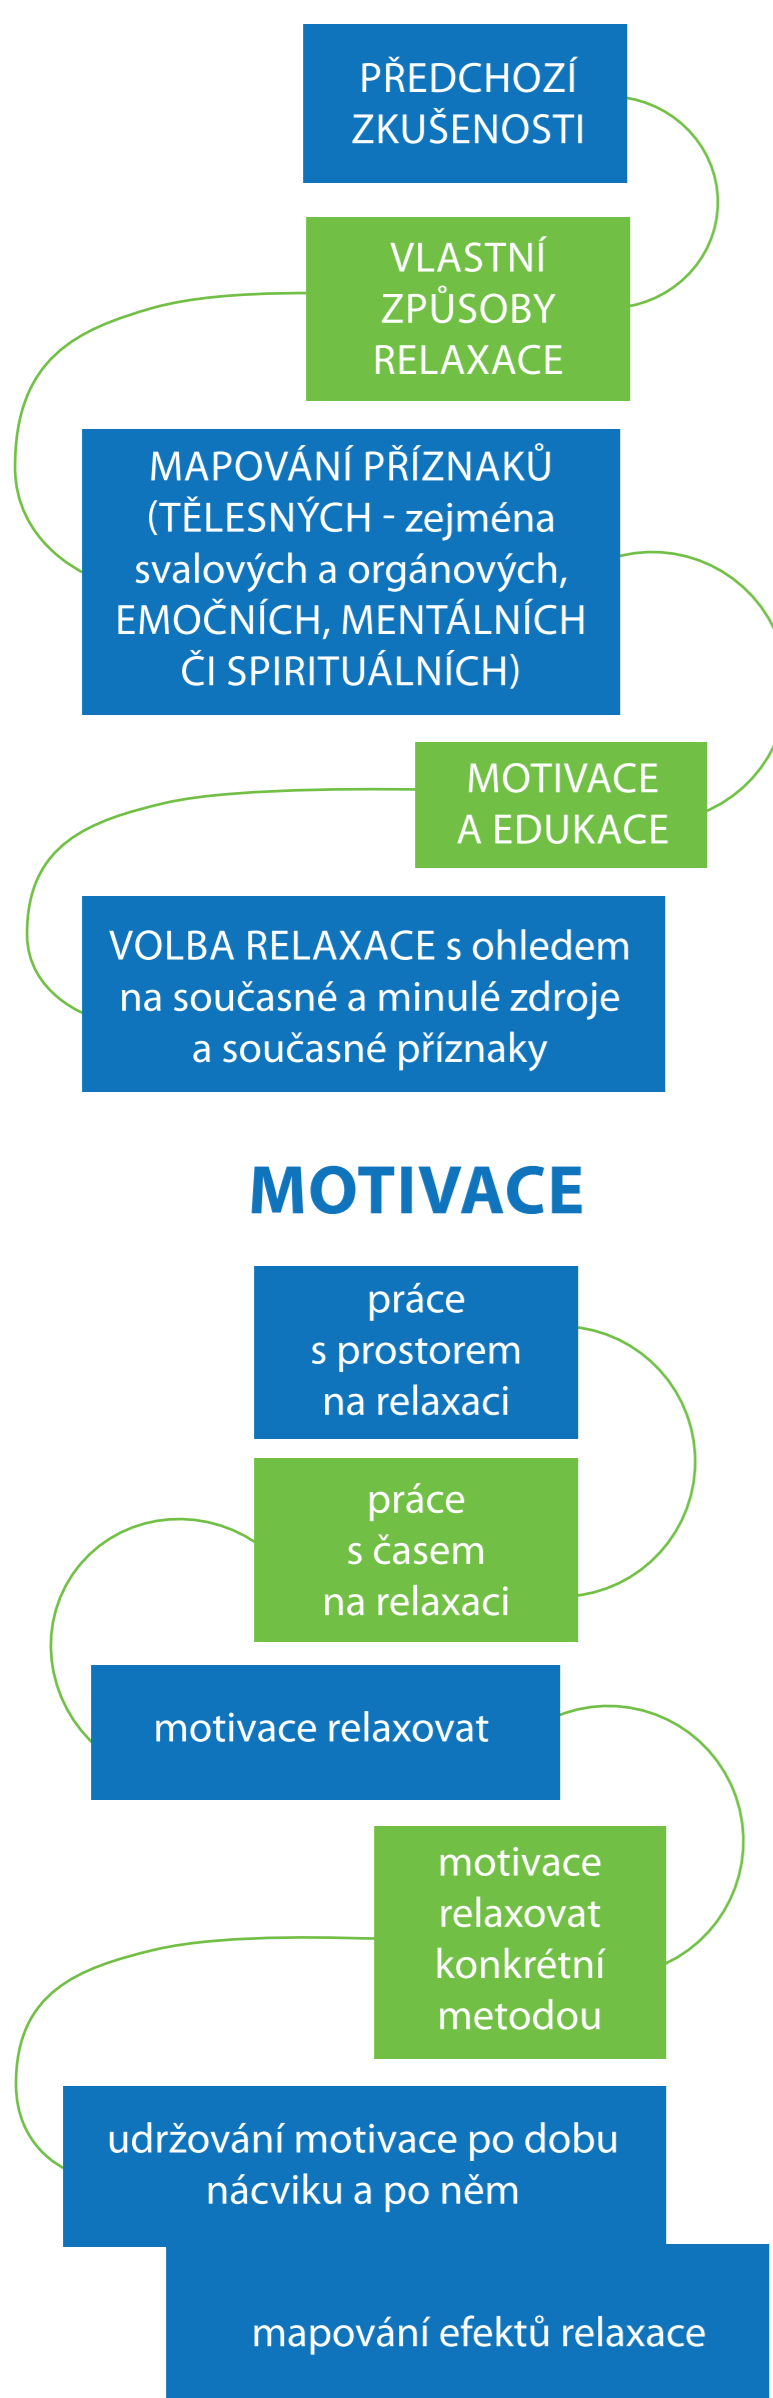 PŘEDCHOZÍ
ZKUŠENOSTI
VLASTNÍ
ZPŮSOBY
RELAXACE
MAPOVÁNÍ PŘÍZNAKŮ
(TĚLESNÝCH - zejména
svalových a orgánových,
EMOČNÍCH, MENTÁLNÍCH
ČI SPIRITUÁLNÍCH)
MOTIVACE
A EDUKACE
VOLBA RELAXACE s ohledem
na současné a minulé zdroje
a současné příznaky
MOTIVACE
práce
s prostorem
na relaxaci
práce
s časem
na relaxaci
motivace relaxovat
motivace
relaxovat
konkrétní
metodou
udržování motivace po dobu
nácviku a po něm
mapování efektů relaxace